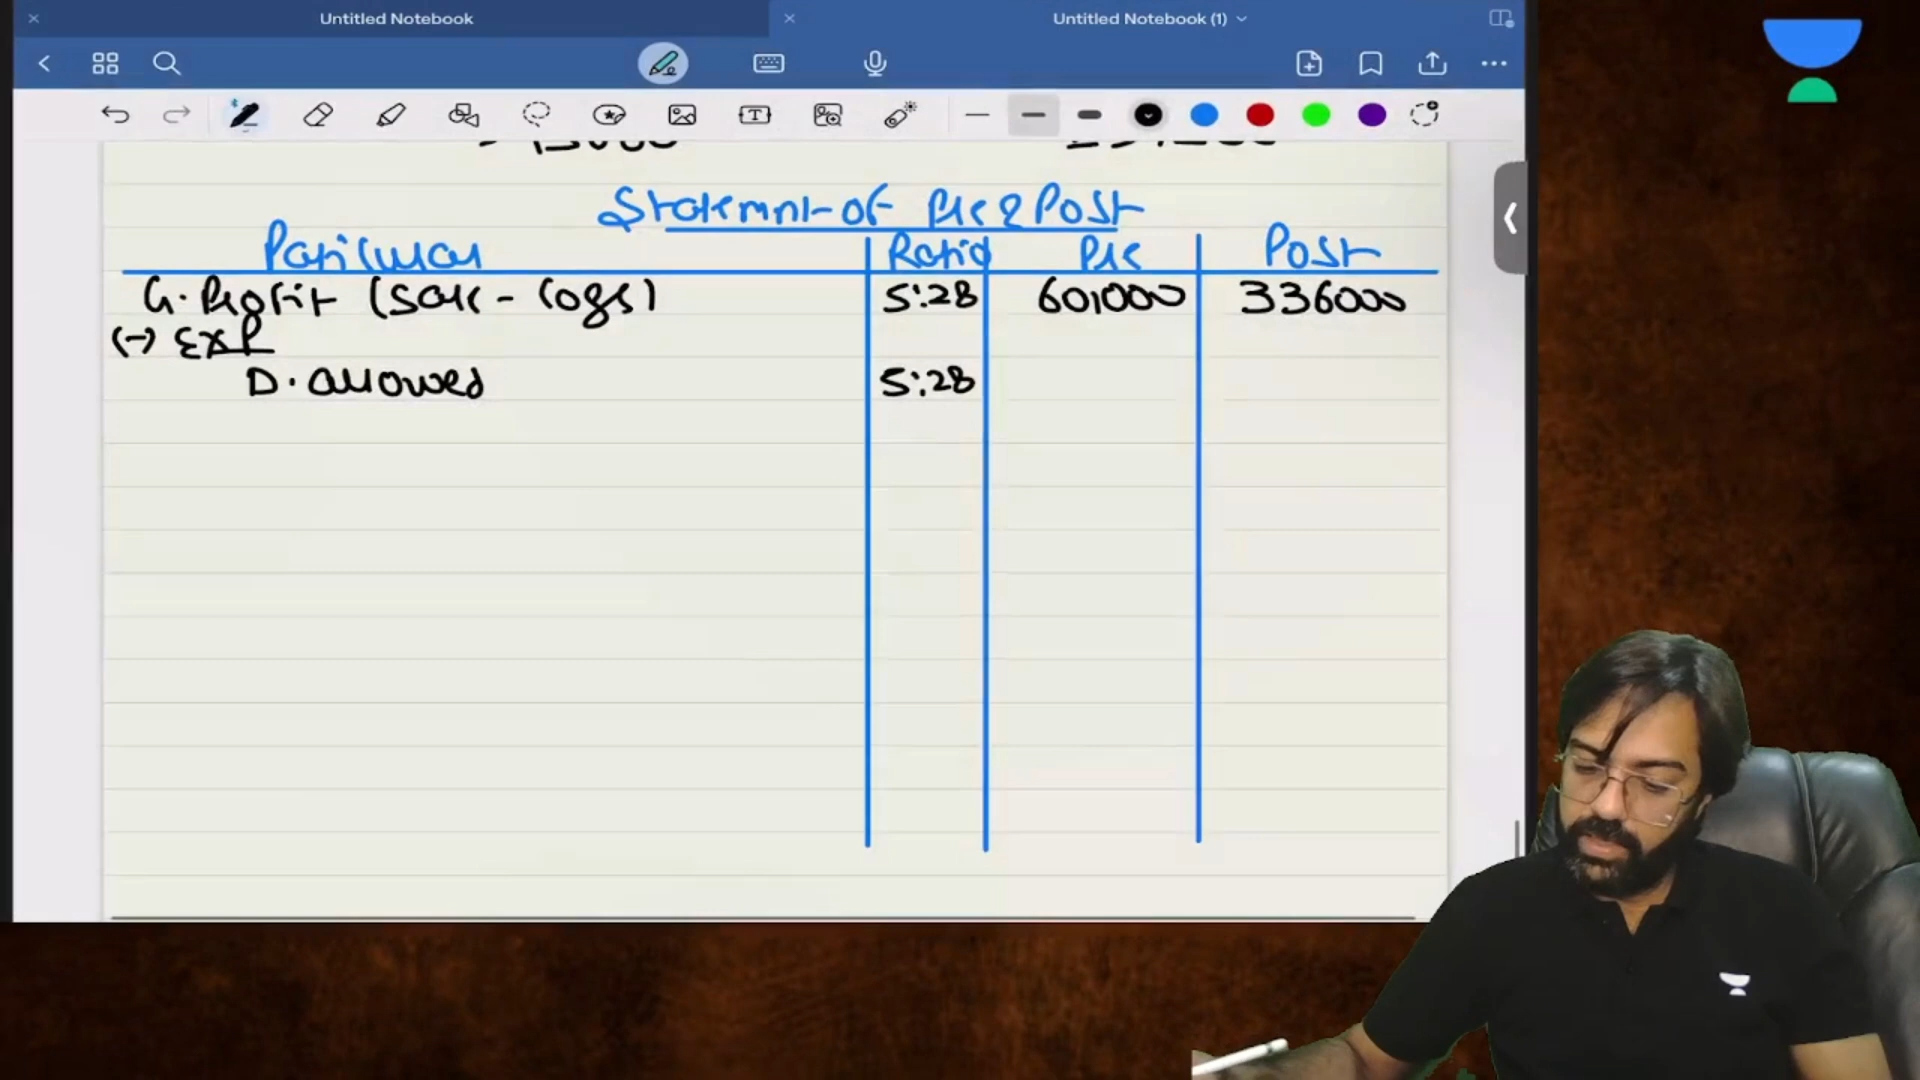 Untitled Notebook
Untitled Notebook (1)
Statemnt of Pre & Post
Particular Ratio Pre Post
G. Profit (Sale - Cogs) 5:28 601000 336000
(-) Exp
D. allowed 5:28